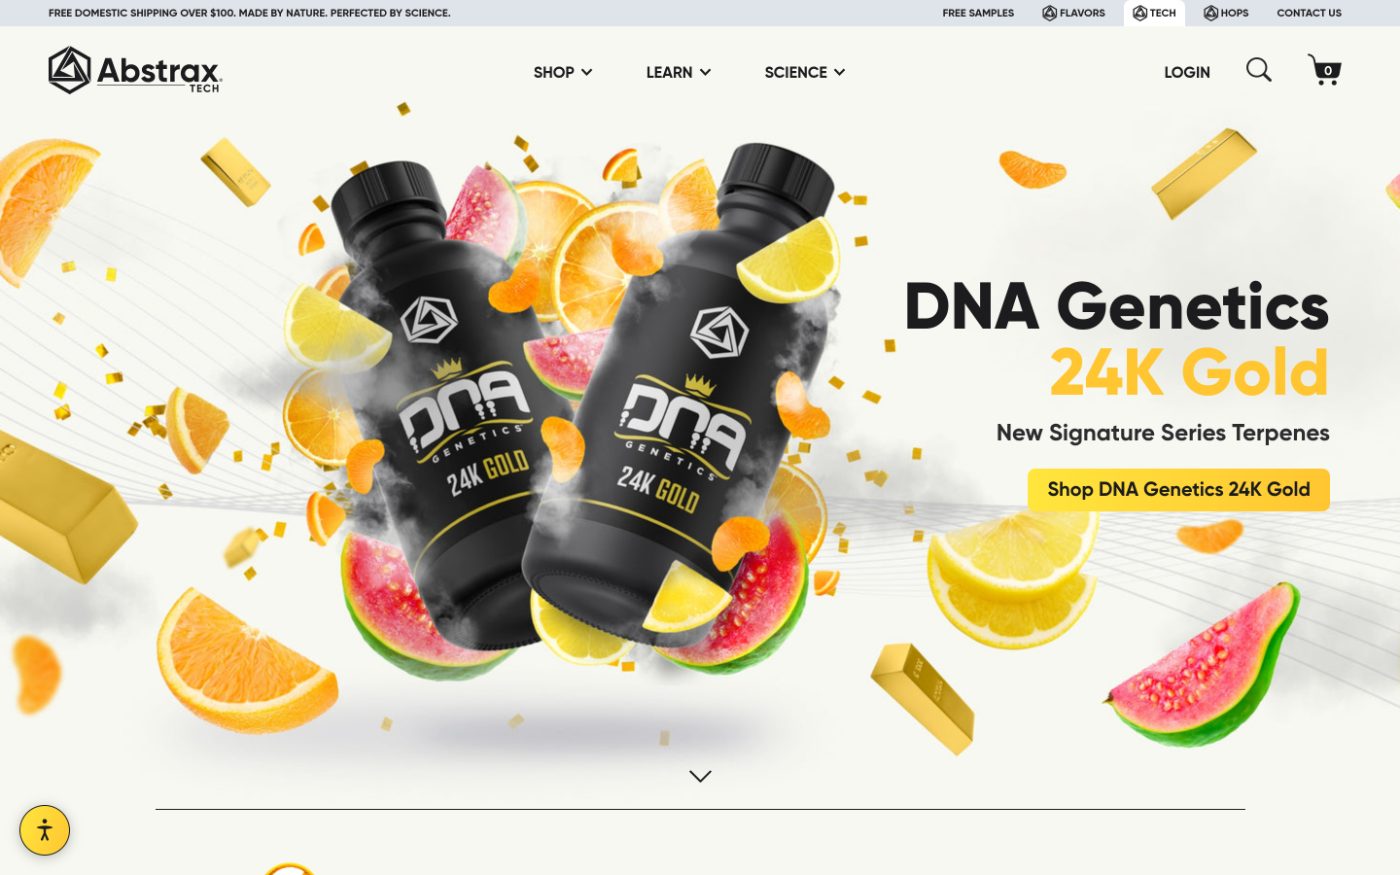 FREE DOMESTIC SHIPPING OVER $100. MADE BY NATURE. PERFECTED BY SCIENCE.
FREE SAMPLES
FLAVORS
TECH
HOPS
CONTACT US
Abstrax
TECH
SHOP
LEARN
SCIENCE
LOGIN
0
DNA
GENETICS
24K GOLD
DNA
GENETICS
24K GOLD
DNA Genetics
24K Gold
New Signature Series Terpenes
Shop DNA Genetics 24K Gold